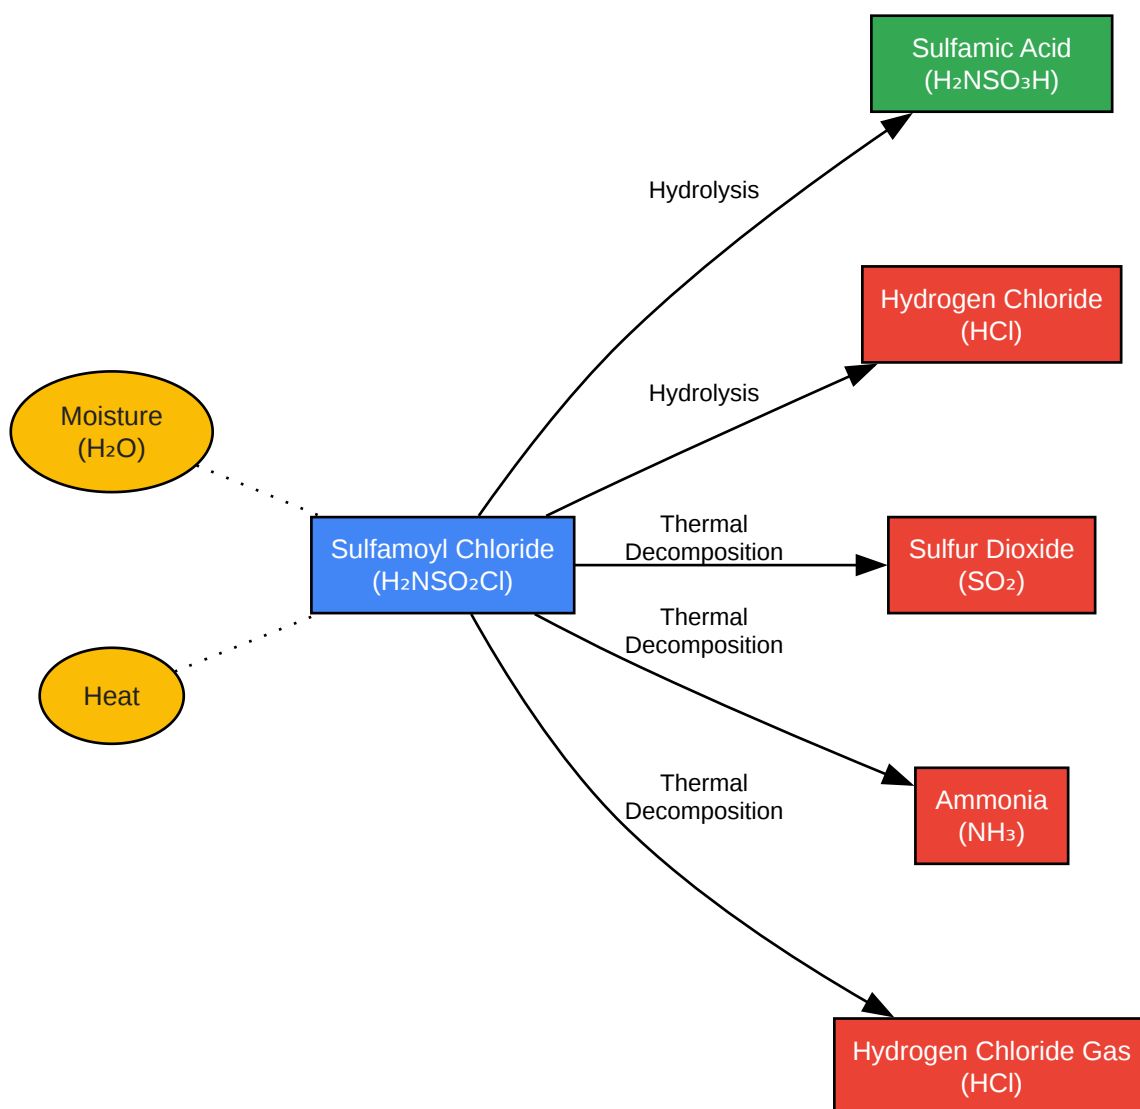 Sulfamic Acid
(H₂NSO₃H)
Hydrolysis
Hydrogen Chloride
(HCl)
Hydrolysis
Moisture
(H₂O)
Sulfamoyl Chloride
(H₂NSO₂Cl)
Thermal
Decomposition
Sulfur Dioxide
(SO₂)
Thermal
Decomposition
Heat
Thermal
Decomposition
Ammonia
(NH₃)
Hydrogen Chloride Gas
(HCl)